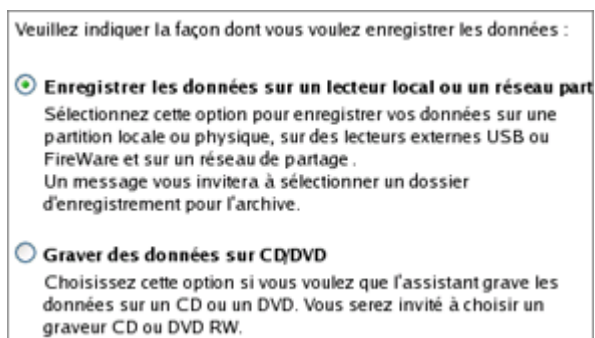 Veuillez indiquer la façon dont vous voulez enregistrer les données :
Enregistrer les données sur un lecteur local ou un réseau part
Sélectionnez cette option pour enregistrer vos données sur une
partition locale ou physique, sur des lecteurs externes USB ou
FireWare et sur un réseau de partage .
Un message vous invitera à sélectionner un dossier
d'enregistrement pour l'archive.
Graver des données sur CD/DVD
Choisissez cette option si vous voulez que l'assistant grave les
données sur un CD ou un DVD. Vous serez invité à choisir un
graveur CD ou DVD RW.